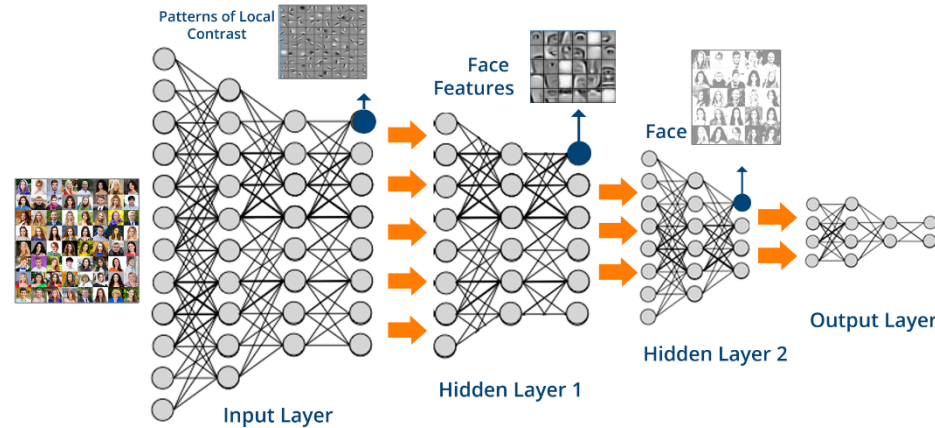 Patterns of Local
Contrast
Face
Features
Face
Input Layer
Hidden Layer 1
Hidden Layer 2
Output Layer